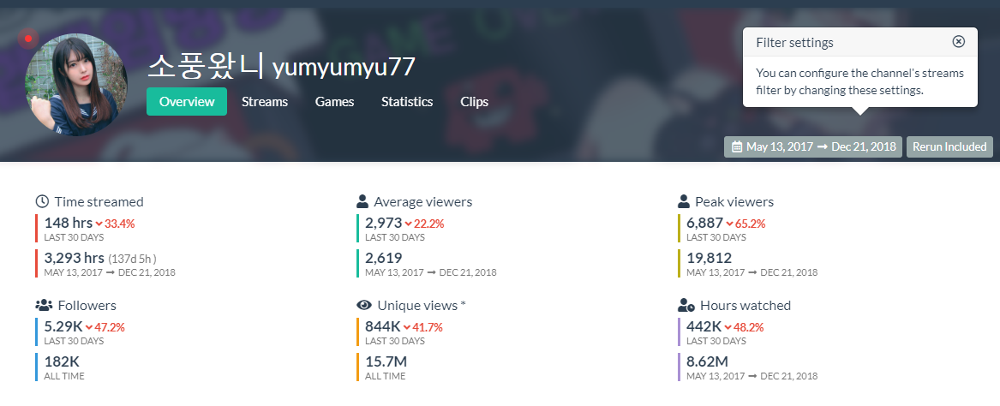 소풍왔니 yumyumyu77
Overview Streams Games Statistics Clips
Filter settings
You can configure the channel's streams
filter by changing these settings.
May 13, 2017 → Dec 21, 2018 Rerun Included
Time streamed
148 hrs 33.4%
LAST 30 DAYS
3,293 hrs (137d 5h )
MAY 13, 2017 → DEC 21, 2018
Average viewers
2,973 22.2%
LAST 30 DAYS
2,619
MAY 13, 2017 → DEC 21, 2018
Peak viewers
6,887 65.2%
LAST 30 DAYS
19,812
MAY 13, 2017 → DEC 21, 2018
Followers
5.29K 47.2%
LAST 30 DAYS
182K
ALL TIME
Unique views *
844K 41.7%
LAST 30 DAYS
15.7M
ALL TIME
Hours watched
442K 48.2%
LAST 30 DAYS
8.62M
MAY 13, 2017 → DEC 21, 2018